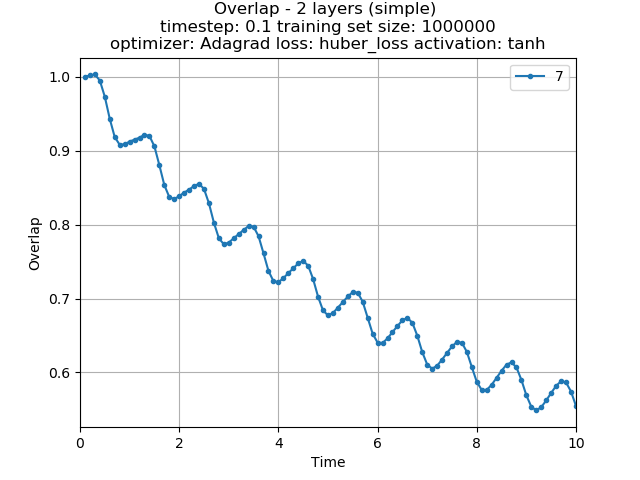 Overlap - 2 layers (simple)
timestep: 0.1 training set size: 1000000
optimizer: Adagrad loss: huber_loss activation: tanh
7
1.0
0.9
0.8
0.7
0.6
Overlap
0 2 4 6 8 10
Time